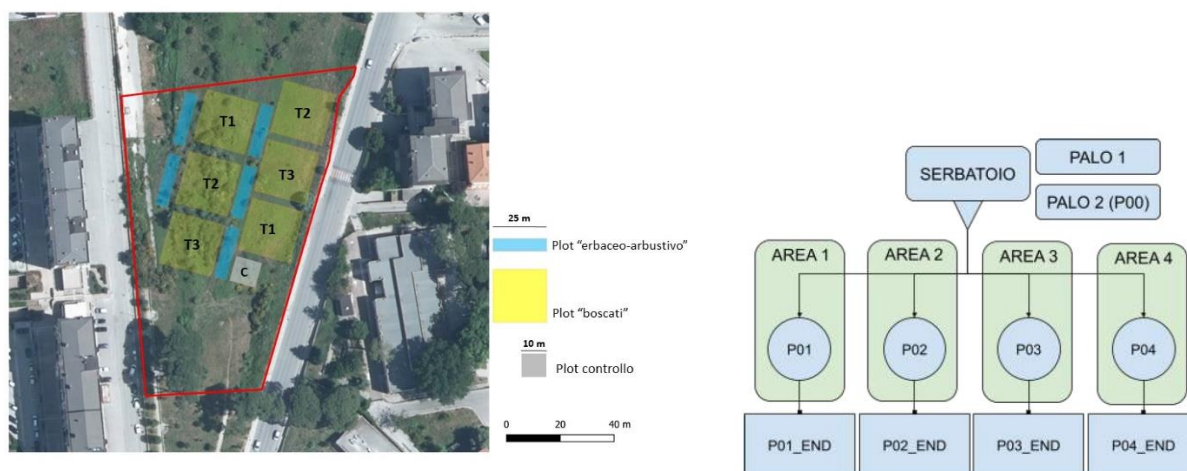 T1
T2
T2
T3
T3
T1
C
25 m
Plot “erbaceo-arbustivo”
Plot “boscati”
10 m
Plot controllo
0 20 40 m
SERBATOIO
PALO 1
PALO 2 (P00)
AREA 1
AREA 2
AREA 3
AREA 4
P01
P02
P03
P04
P01_END
P02_END
P03_END
P04_END